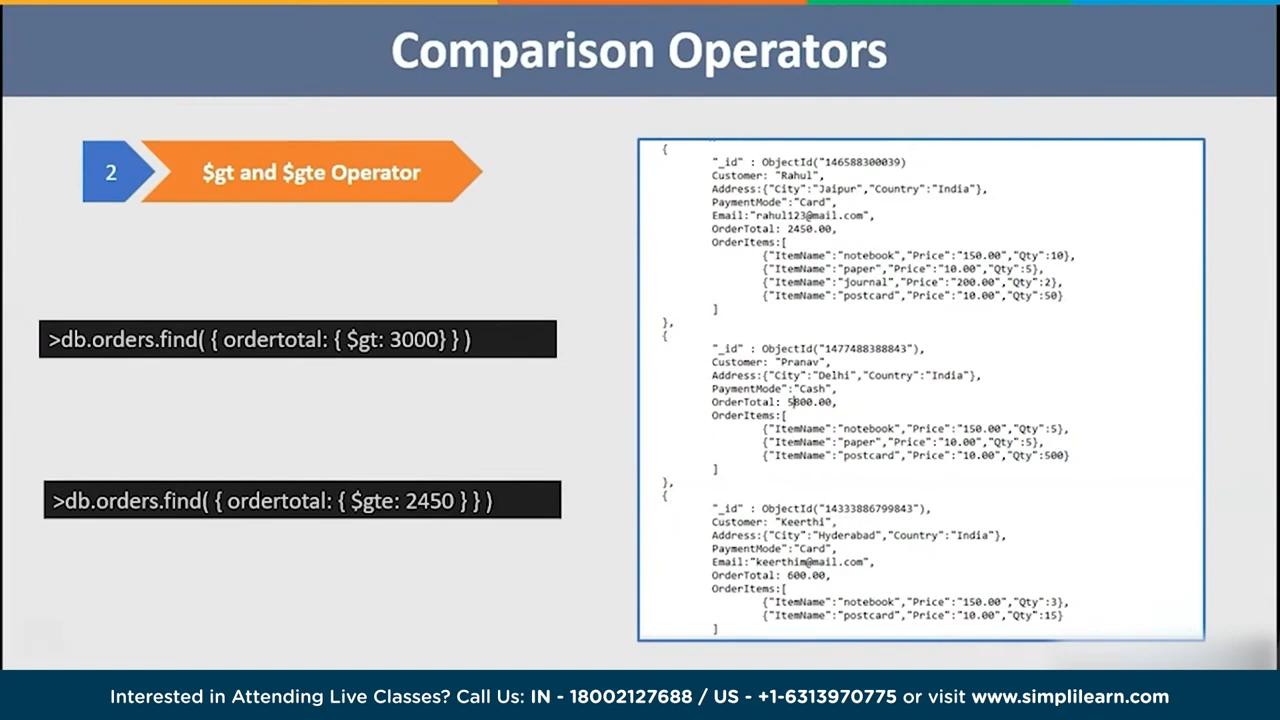 Comparison Operators
2
$gt and $gte Operator
>db.orders.find( { ordertotal: { $gt: 3000} } )
>db.orders.find( { ordertotal: { $gte: 2450 } } )
{
"_id" : ObjectId("146588300039)
Customer: "Rahul",
Address:{"City":"Jaipur","Country":"India"},
PaymentMode":"Card",
Email:"rahul123@mail.com",
OrderTotal: 2450.00,
OrderItems:[
{"ItemName":"notebook","Price":"150.00","Qty":10},
{"ItemName":"paper","Price":"10.00","Qty":5},
{"ItemName":"journal","Price":"200.00","Qty":2},
{"ItemName":"postcard","Price":"10.00","Qty":50}
]
},
{
"_id" : ObjectId("1477488388843"),
Customer: "Pranav",
Address:{"City":"Delhi","Country":"India"},
PaymentMode":"Cash",
OrderTotal: 5800.00,
OrderItems:[
{"ItemName":"notebook","Price":"150.00","Qty":5},
{"ItemName":"paper","Price":"10.00","Qty":5},
{"ItemName":"postcard","Price":"10.00","Qty":500}
]
},
{
"_id" : ObjectId("14333886799843"),
Customer: "Keerthi",
Address:{"City":"Hyderabad","Country":"India"},
PaymentMode":"Card",
Email:"keerthim@mail.com",
OrderTotal: 600.00,
OrderItems:[
{"ItemName":"notebook","Price":"150.00","Qty":3},
{"ItemName":"postcard","Price":"10.00","Qty":15}
]
Interested in Attending Live Classes? Call Us: IN - 18002127688 / US - +1-6313970775 or visit www.simplilearn.com